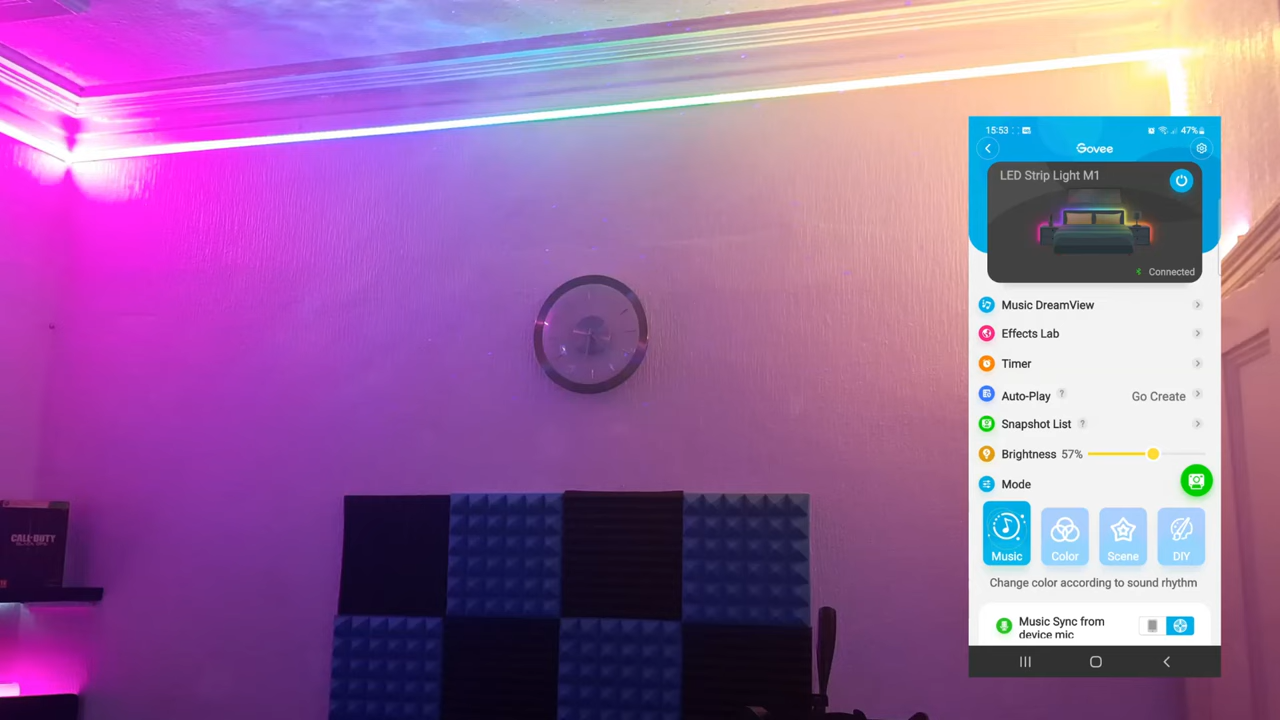 CALL OF DUTY
BLACK OPS
15:53
47%
Govee
LED Strip Light M1
Connected
Music DreamView
Effects Lab
Timer
Auto-Play ?
Go Create
Snapshot List ?
Brightness 57%
Mode
Music
Color
Scene
DIY
Change color according to sound rhythm
Music Sync from
device mic